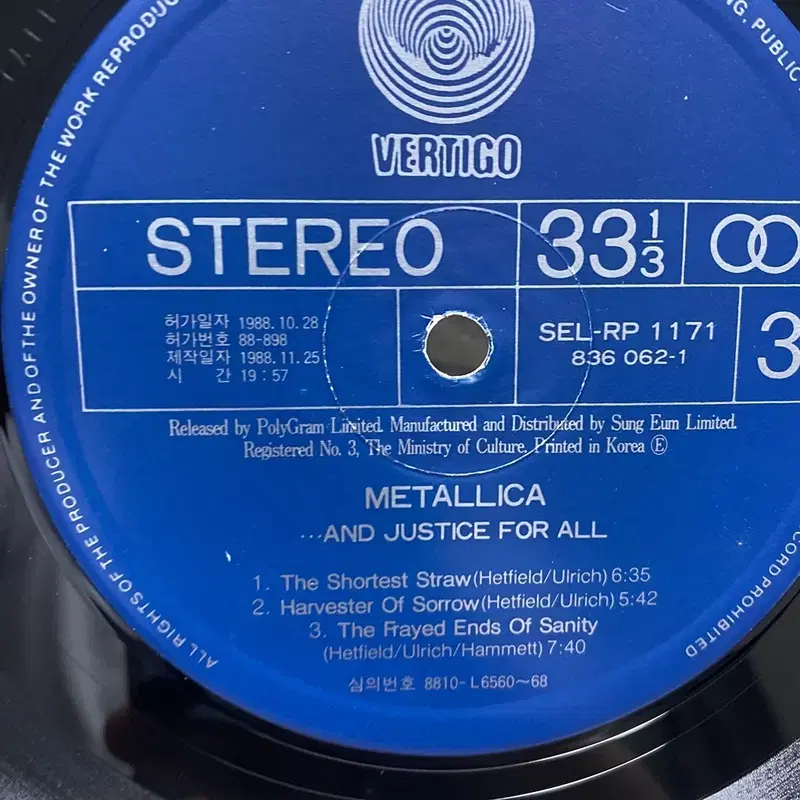 VERTIGO
STEREO 33 1/3
허가일자 1988.10.28
허가번호 88-898
제작일자 1988.11.25
시 간 19:57
SEL-RP 1171
836 062-1
3
Released by PolyGram Limited. Manufactured and Distributed by Sung Eum Limited.
Registered No. 3, The Ministry of Culture. Printed in Korea Ⓔ
METALLICA
...AND JUSTICE FOR ALL
1. The Shortest Straw(Hetfield/Ulrich) 6:35
2. Harvester Of Sorrow(Hetfield/Ulrich) 5:42
3. The Frayed Ends Of Sanity
(Hetfield/Ulrich/Hammett) 7:40
심의번호 8810-L6560~68
ALL RIGHTS OF THE PRODUCER AND OF THE OWNER OF THE WORK REPRODUC
PUBLIC
PROHIBITED